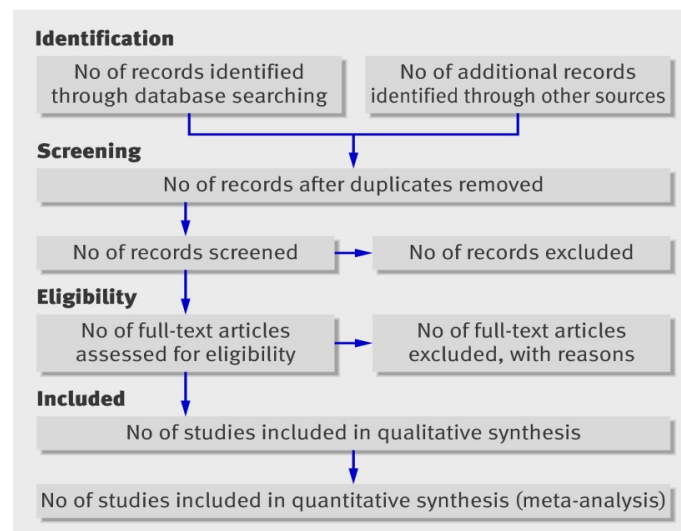 Identification
No of records identified
through database searching
No of additional records
identified through other sources
Screening
No of records after duplicates removed
No of records screened
No of records excluded
Eligibility
No of full-text articles
assessed for eligibility
No of full-text articles
excluded, with reasons
Included
No of studies included in qualitative synthesis
No of studies included in quantitative synthesis (meta-analysis)